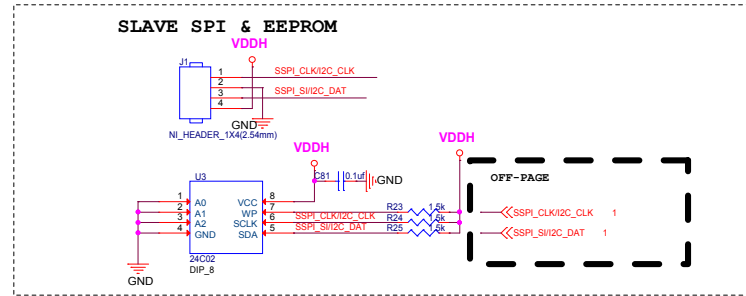 SLAVE SPI & EEPROM
VDDH
J1
1 SSPI_CLK/I2C_CLK
2
3 SSPI_SI/I2C_DAT
4
GND
NI_HEADER_1X4(2.54mm)
VDDH
VDDH
C81 0.1uf GND
OFF-PAGE
U3
1 A0 VCC 8
2 A1 WP 7 R23 1.5k
3 A2 SCLK 6 SSPI_CLK/I2C_CLK R24 1.5k
4 GND SDA 5 SSPI_SI/I2C_DAT R25 1.5k
SSPI_CLK/I2C_CLK 1
SSPI_SI/I2C_DAT 1
24C02
DIP_8
GND